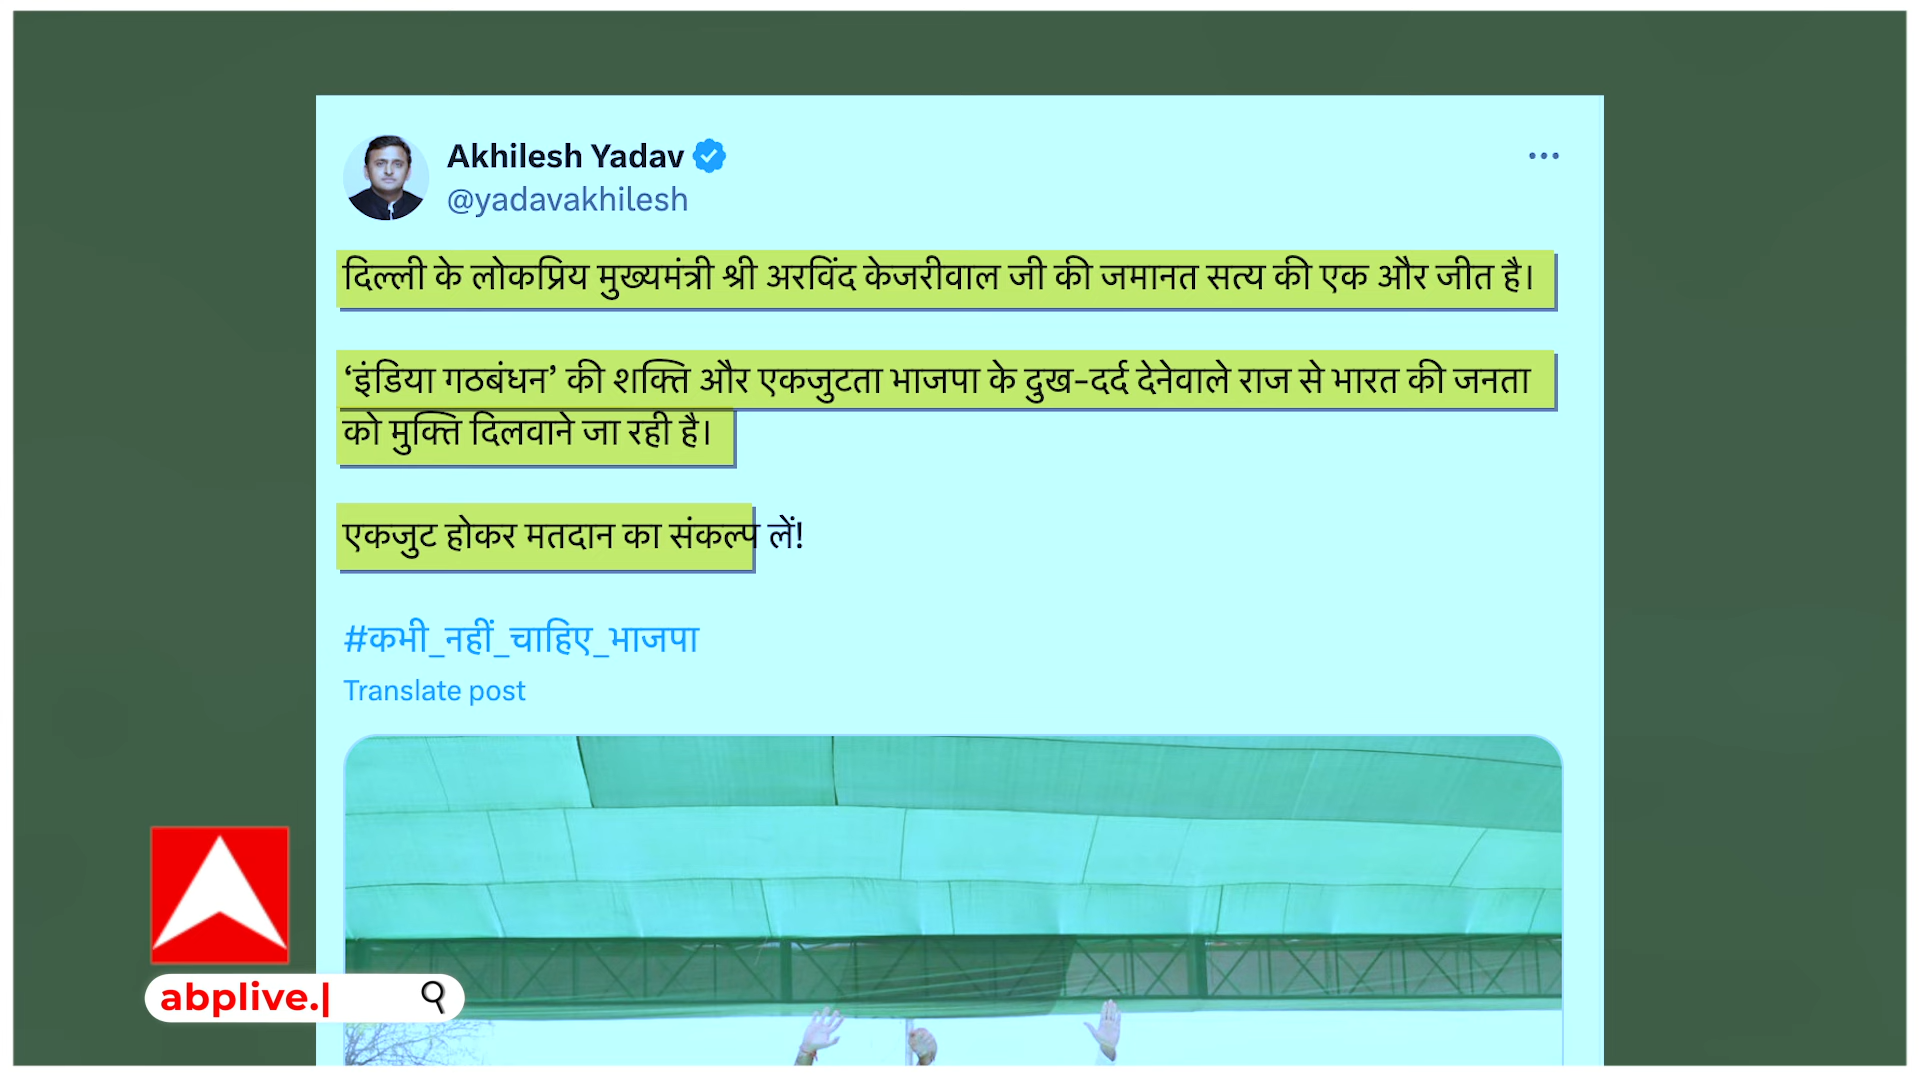 Akhilesh Yadav
@yadavakhilesh
दिल्ली के लोकप्रिय मुख्यमंत्री श्री अरविंद केजरीवाल जी की जमानत सत्य की एक और जीत है।
‘इंडिया गठबंधन’ की शक्ति और एकजुटता भाजपा के दुख-दर्द देनेवाले राज से भारत की जनता
को मुक्ति दिलवाने जा रही है।
एकजुट होकर मतदान का संकल्प लें!
#कभी_नहीं_चाहिए_भाजपा
Translate post
abplive.|